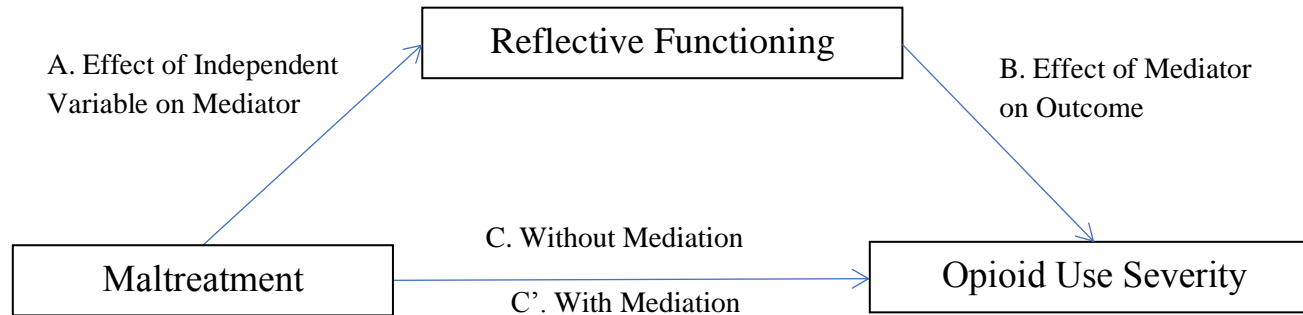 Reflective Functioning
A. Effect of Independent
Variable on Mediator
B. Effect of Mediator
on Outcome
C. Without Mediation
Maltreatment
Opioid Use Severity
C’. With Mediation